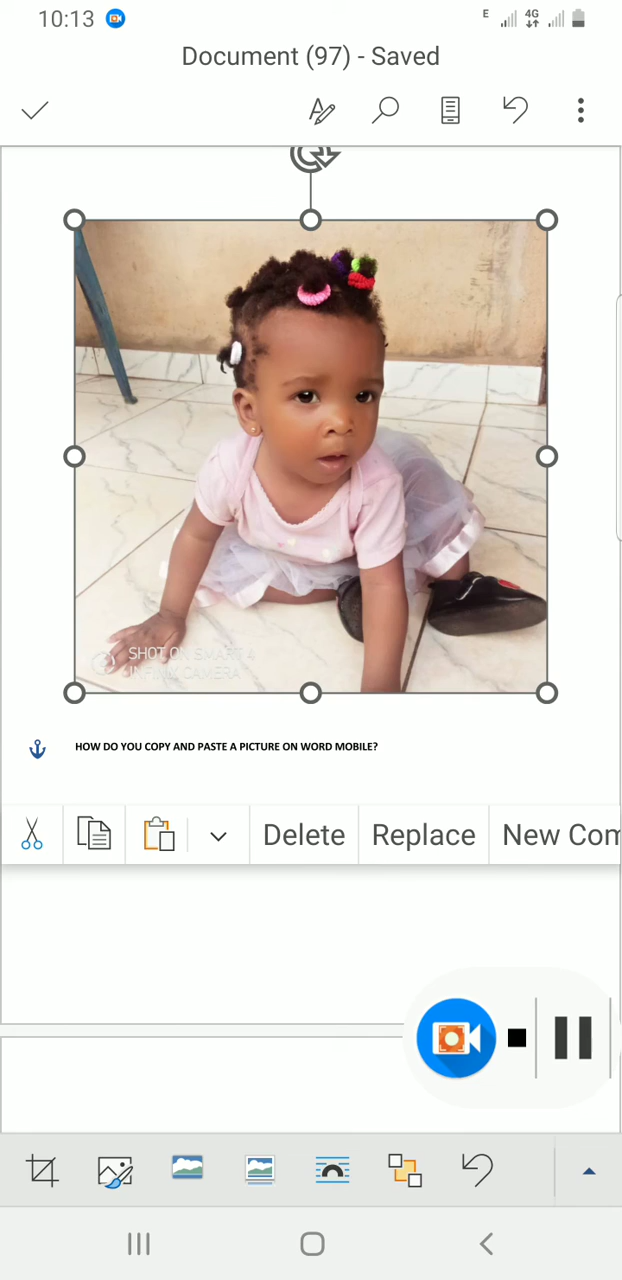 10:13
E
4G
Document (97) - Saved
SHOT ON SMART 4
INFINIX CAMERA
HOW DO YOU COPY AND PASTE A PICTURE ON WORD MOBILE?
Delete
Replace
New Com